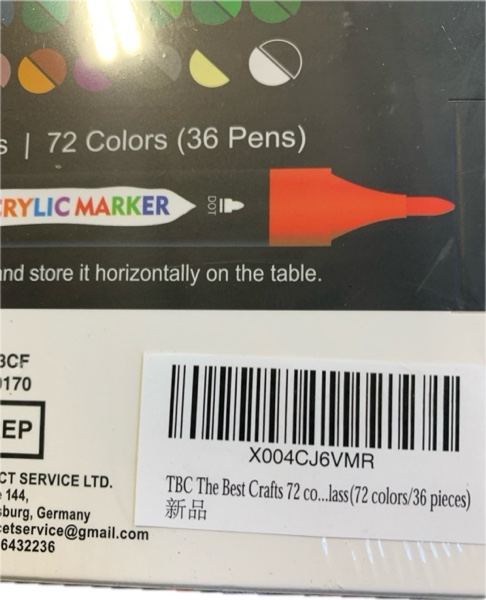 s | 72 Colors (36 Pens)
CRYLIC MARKER
DOT
and store it horizontally on the table.
3CF
0170
EP
CT SERVICE LTD.
e 144,
sburg, Germany
cetservice@gmail.com
6432236
X004CJ6VMR
TBC The Best Crafts 72 co...lass(72 colors/36 pieces)
新品